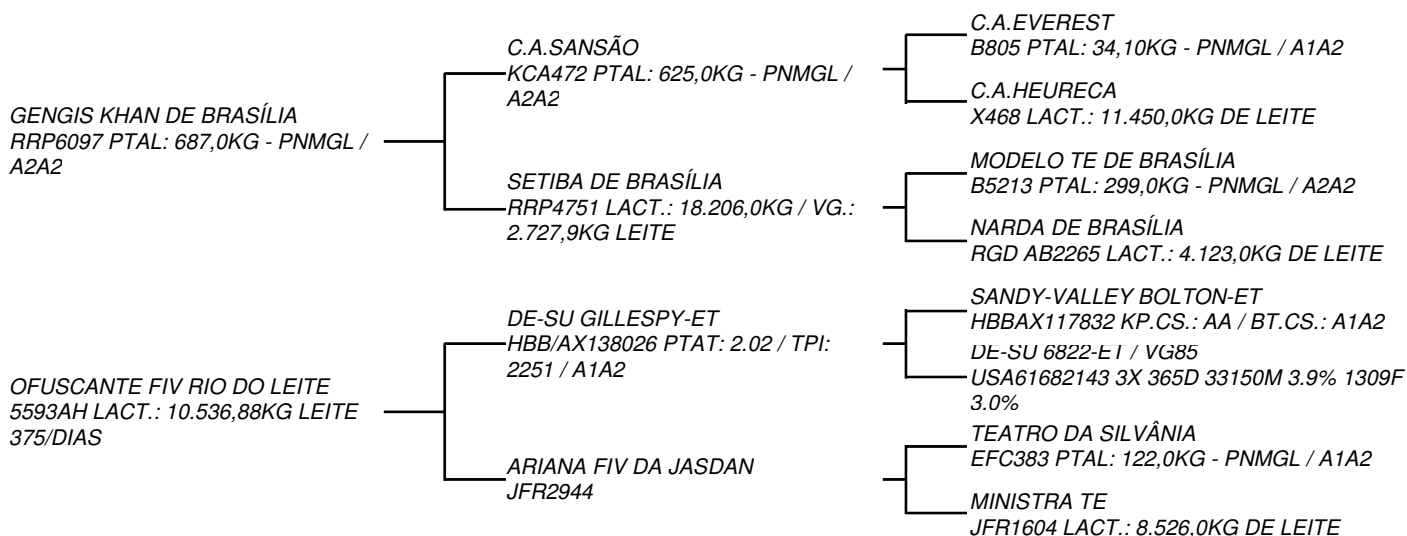 GENGIS KHAN DE BRASÍLIA
RRP6097 PTAL: 687,0KG - PNMGL /
A2A2
OFUSCANTE FIV RIO DO LEITE
5593AH LACT.: 10.536,88KG LEITE
375/DIAS
C.A.SANSÃO
KCA472 PTAL: 625,0KG - PNMGL /
A2A2
SETIBA DE BRASÍLIA
RRP4751 LACT.: 18.206,0KG / VG.:
2.727,9KG LEITE
DE-SU GILLESPY-ET
HBB/AX138026 PTAT: 2.02 / TPI:
2251 / A1A2
ARIANA FIV DA JASDAN
JFR2944
C.A.EVEREST
B805 PTAL: 34,10KG - PNMGL / A1A2
C.A.HEURECA
X468 LACT.: 11.450,0KG DE LEITE
MODELO TE DE BRASÍLIA
B5213 PTAL: 299,0KG - PNMGL / A2A2
NARDA DE BRASÍLIA
RGD AB2265 LACT.: 4.123,0KG DE LEITE
SANDY-VALLEY BOLTON-ET
HBBAX117832 KP.CS.: AA / BT.CS.: A1A2
DE-SU 6822-ET / VG85
USA61682143 3X 365D 33150M 3.9% 1309F
3.0%
TEATRO DA SILVÂNIA
EFC383 PTAL: 122,0KG - PNMGL / A1A2
MINISTRA TE
JFR1604 LACT.: 8.526,0KG DE LEITE